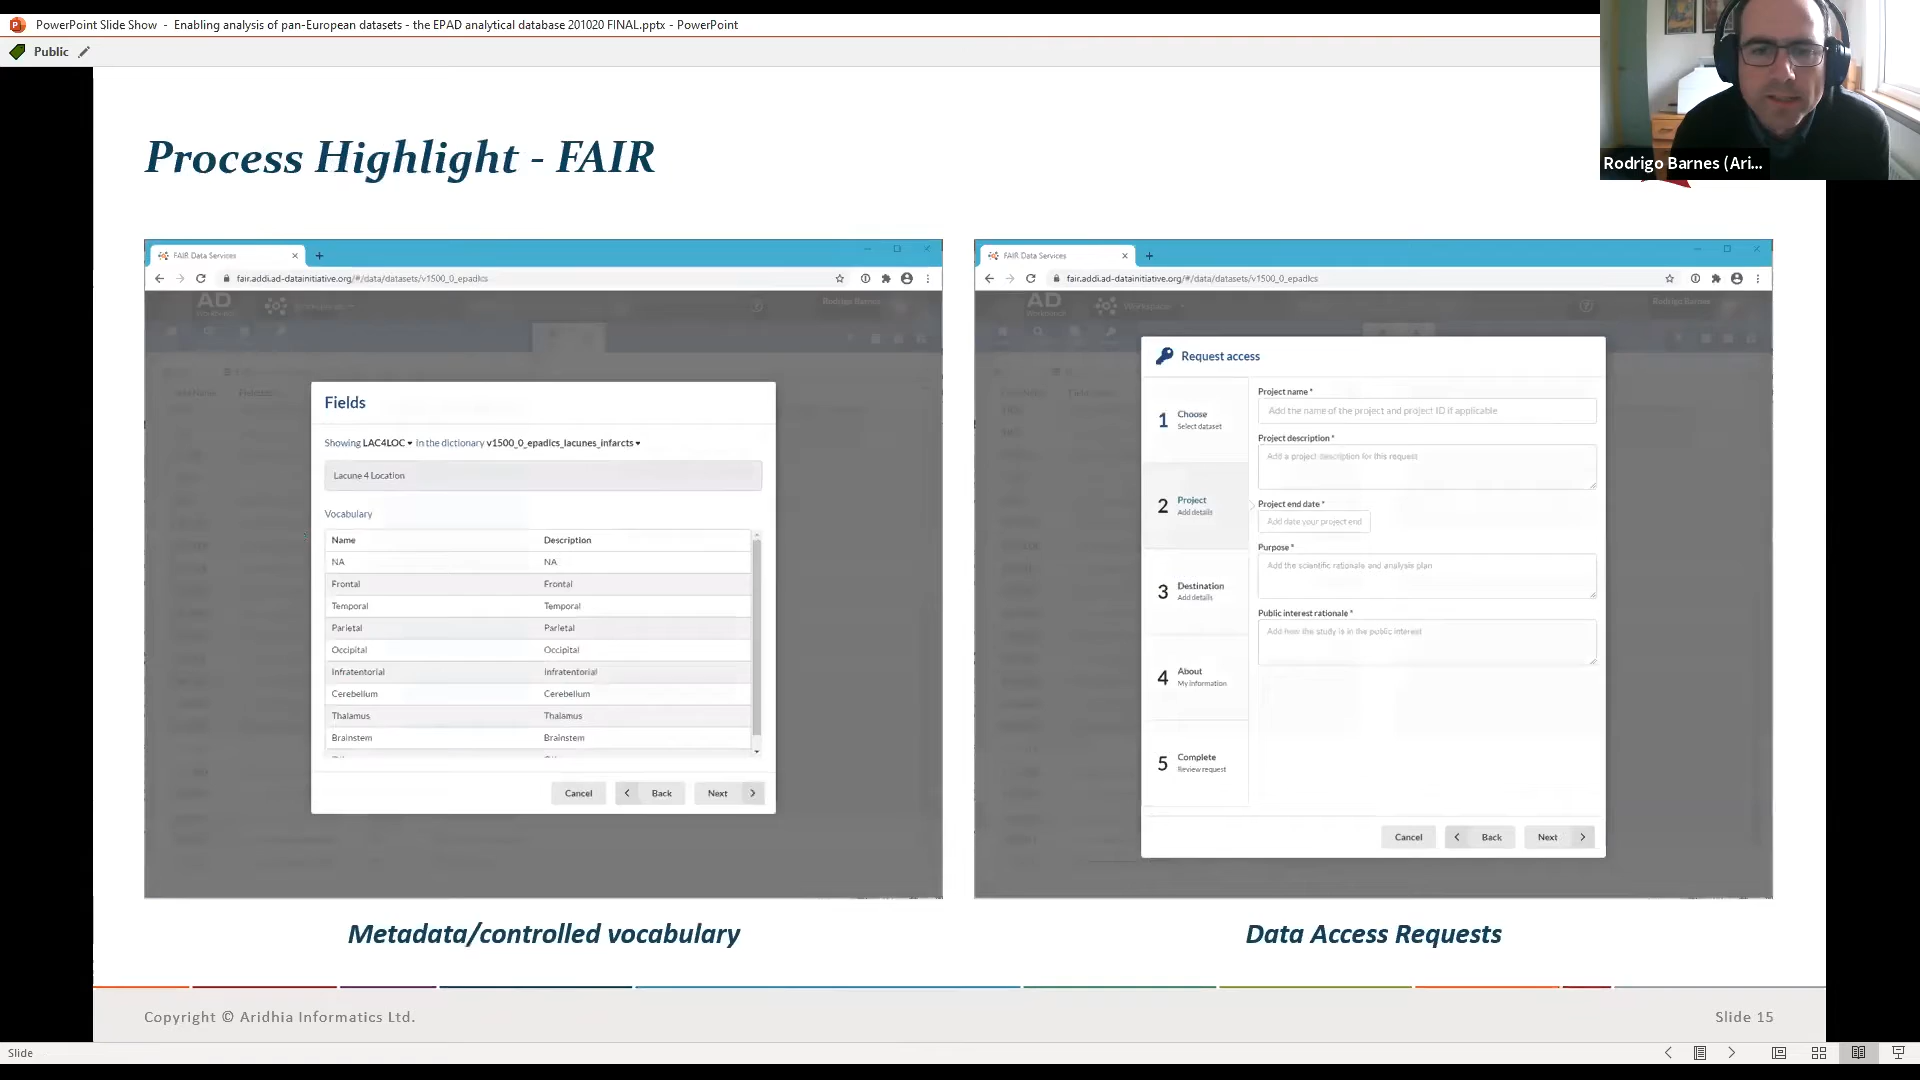 PowerPoint Slide Show - Enabling analysis of pan-European datasets - the EPAD analytical database 201020 FINAL.pptx - PowerPoint
Public
Rodrigo Barnes (Ari...
Process Highlight - FAIR
FAIR Data Services
fair.addi.ad-datainitiative.org/#/data/datasets/v1500_0_epadlcs
AD
Rodrigo Barnes
Fields
Showing LAC4LOC in the dictionary v1500_0_epadlcs_lacunes_infarcts
Lacune 4 Location
Vocabulary
Name Description
NA NA
Frontal Frontal
Temporal Temporal
Parietal Parietal
Occipital Occipital
Infratentorial Infratentorial
Cerebellum Cerebellum
Thalamus Thalamus
Brainstem Brainstem
Cancel Back Next
Metadata/controlled vocabulary
FAIR Data Services
fair.addi.ad-datainitiative.org/#/data/datasets/v1500_0_epadlcs
AD
Workbench
Workspace
Rodrigo Barnes
Request access
1 Choose
Select dataset
2 Project
Add details
3 Destination
Add details
4 About
My information
5 Complete
Review request
Project name *
Add the name of the project and project ID if applicable
Project description *
Add a project description for this request
Project end date *
Add date your project end
Purpose *
Add the scientific rationale and analysis plan
Public interest rationale *
Add how the study is in the public interest
Cancel Back Next
Data Access Requests
Copyright © Aridhia Informatics Ltd.
Slide 15
Slide